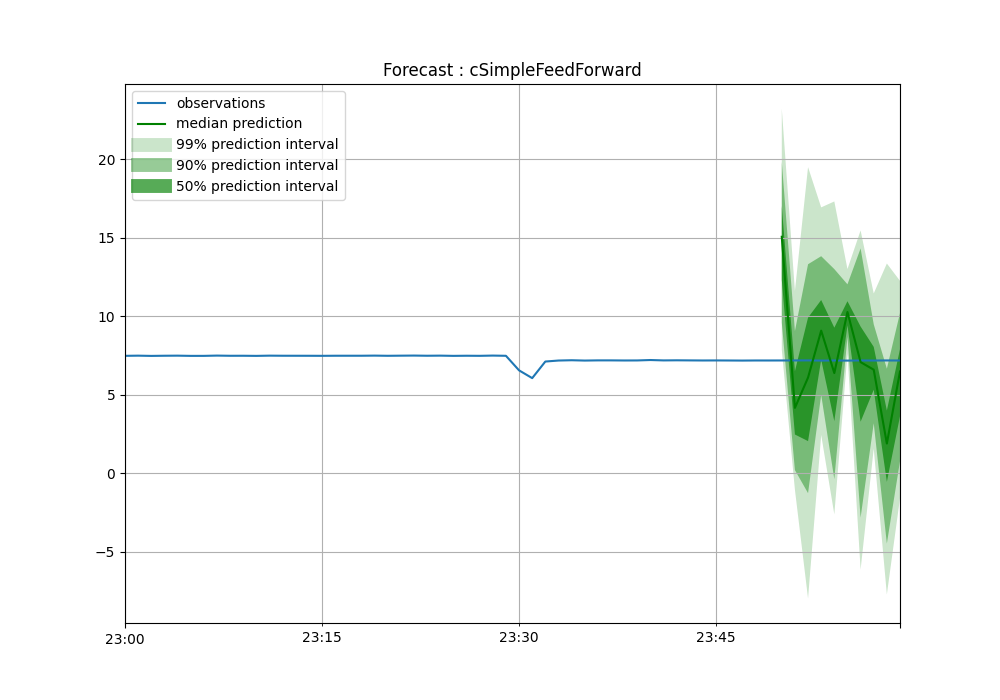 Forecast : cSimpleFeedForward
observations
median prediction
99% prediction interval
90% prediction interval
50% prediction interval
20
15
10
5
0
−5
23:00
23:15
23:30
23:45